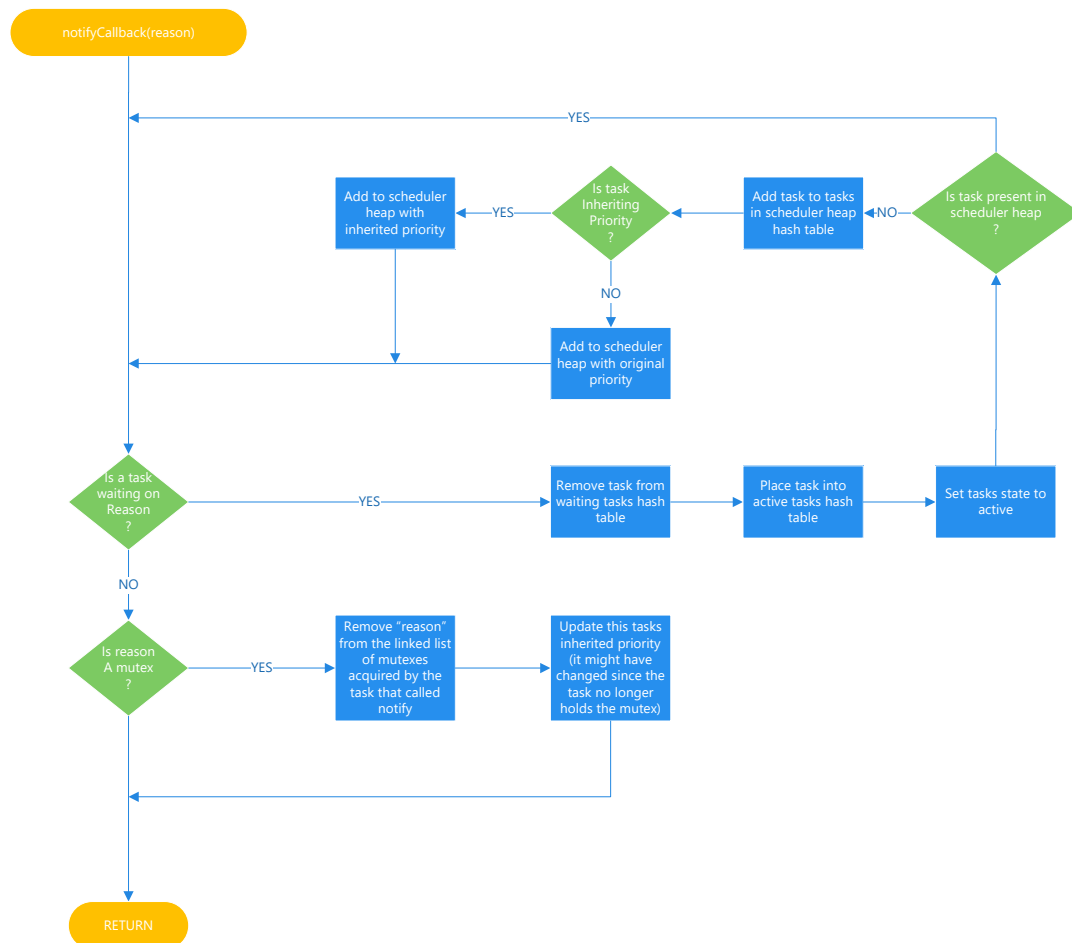 notifyCallback(reason)
YES
Is task present in
scheduler heap
?
NO
Add task to tasks
in scheduler heap
hash table
Is task
Inheriting
Priority
?
YES
Add to scheduler
heap with
inherited priority
NO
Add to scheduler
heap with original
priority
Is a task
waiting on
Reason
?
YES
Remove task from
waiting tasks hash
table
Place task into
active tasks hash
table
Set tasks state to
active
NO
Is reason
A mutex
?
YES
Remove “reason”
from the linked list
of mutexes
acquired by the
task that called
notify
Update this tasks
inherited priority
(it might have
changed since the
task no longer
holds the mutex)
RETURN